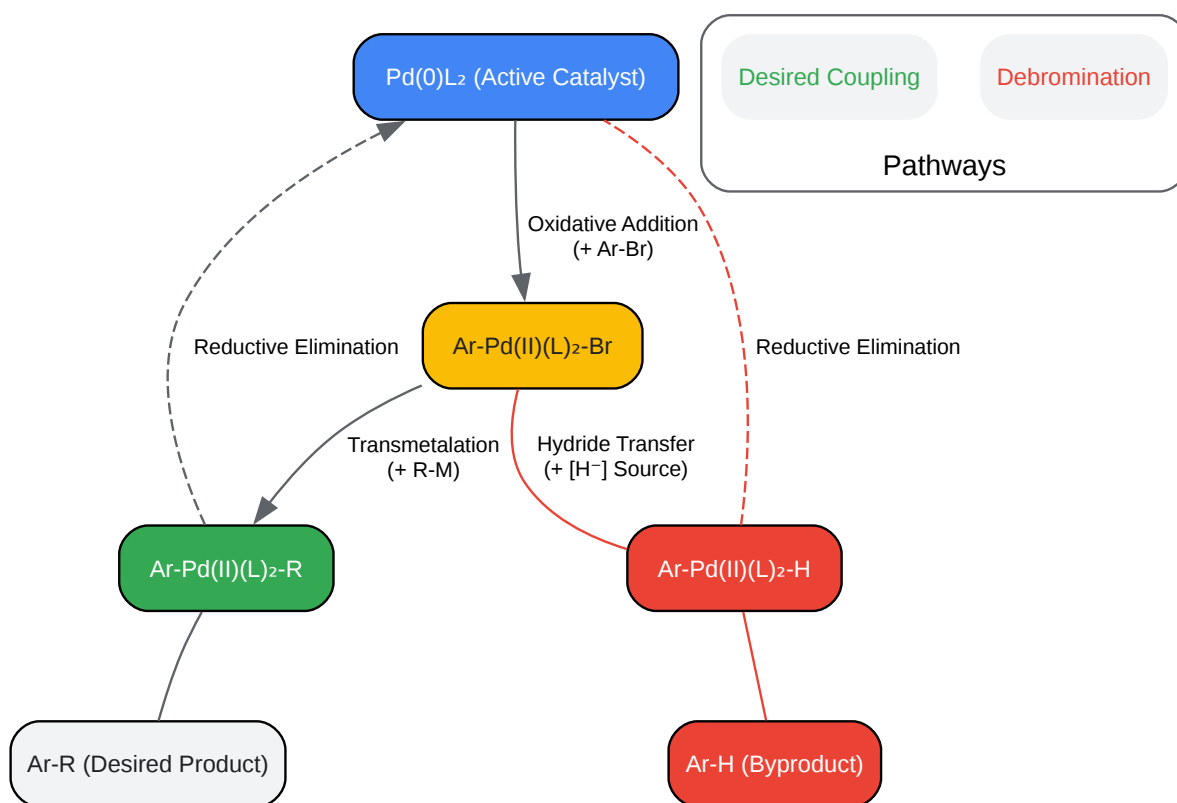 Pd(0)L₂ (Active Catalyst)
Desired Coupling
Debromination
Pathways
Oxidative Addition
(+ Ar-Br)
Ar-Pd(II)(L)₂-Br
Reductive Elimination
Reductive Elimination
Transmetalation
(+ R-M)
Hydride Transfer
(+ [H⁻] Source)
Ar-Pd(II)(L)₂-R
Ar-Pd(II)(L)₂-H
Ar-R (Desired Product)
Ar-H (Byproduct)